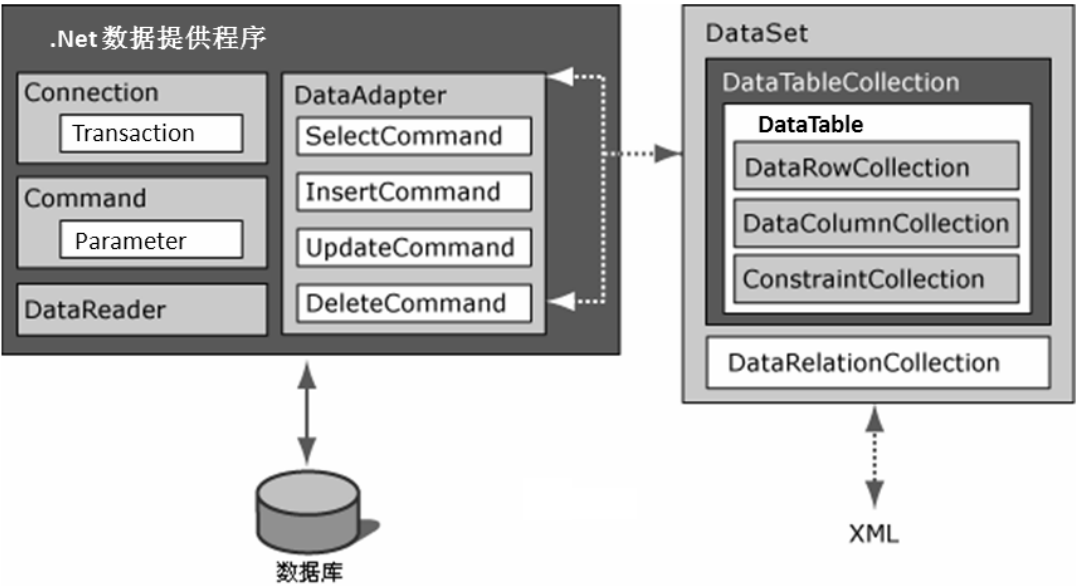 .Net 数据提供程序
Connection
Transaction
Command
Parameter
DataReader
DataAdapter
SelectCommand
InsertCommand
UpdateCommand
DeleteCommand
数据库
DataSet
DataTableCollection
DataTable
DataRowCollection
DataColumnCollection
ConstraintCollection
DataRelationCollection
XML